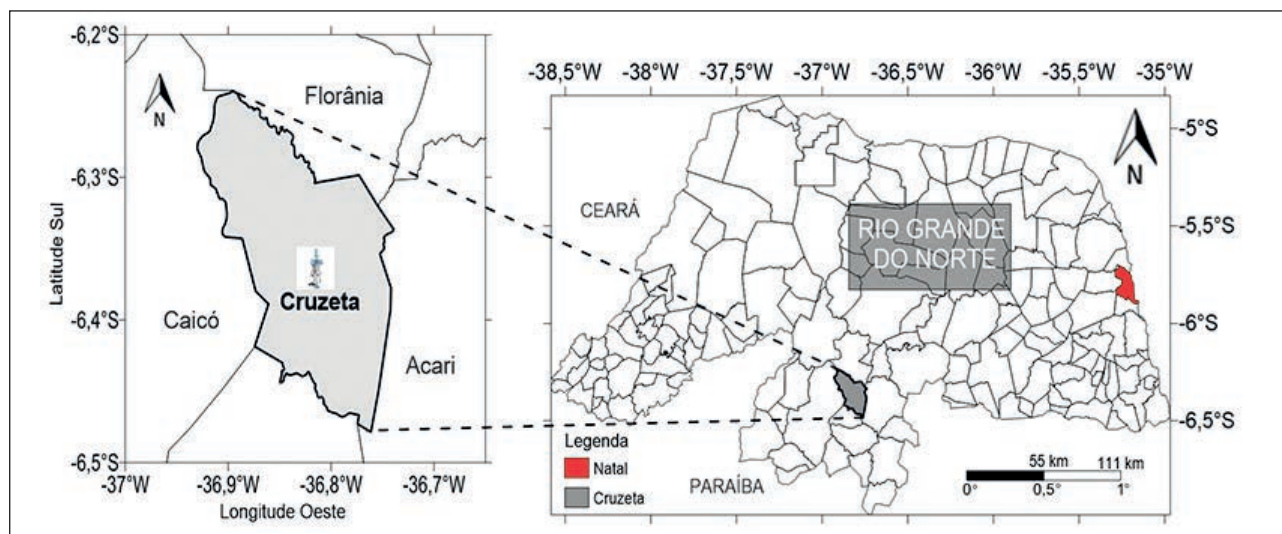 -6,2°S
-6,3°S
-6,4°S
-6,5°S
Latitude Sul
-37°W -36,9°W -36,8°W -36,7°W
Longitude Oeste
N
Florânia
Cruzeta
Caicó
Acari
-38,5°W -38°W -37,5°W -37°W -36,5°W -36°W -35,5°W -35°W
-5°S
-5,5°S
-6°S
-6,5°S
N
CEARÁ
RIO GRANDE
DO NORTE
PARAÍBA
Legenda
Natal
Cruzeta
55 km 111 km
0° 0,5° 1°